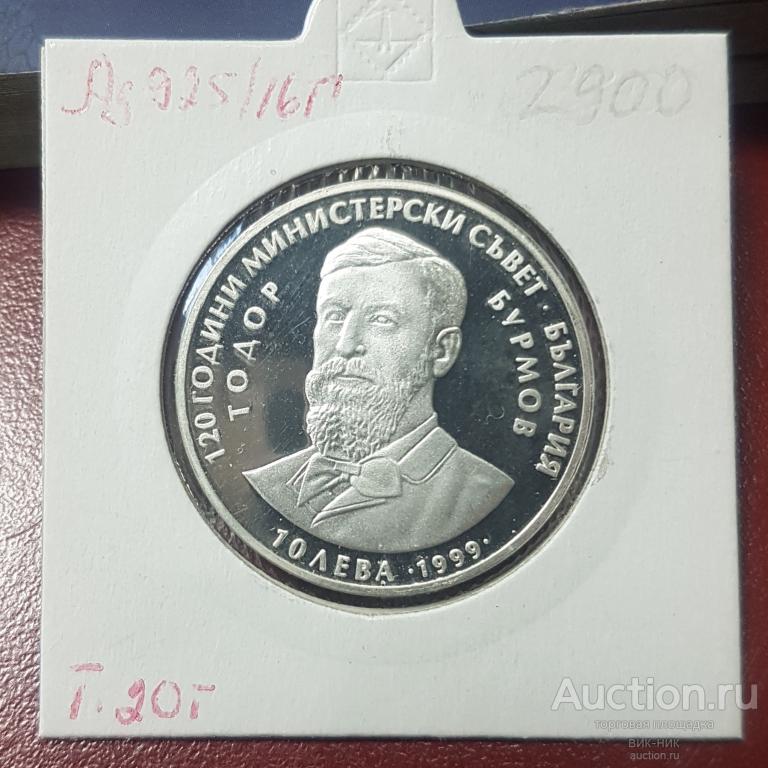 Ag 925/16г
2900
120 ГОДИНИ МИНИСТЕРСКИ СЪВЕТ · БЪЛГАРИЯ
ТОДОР
БУРМОВ
10 ЛЕВА · 1999 ·
Т. 20г
Auction.ru
торговая площадка
ВИК-НИК
auction.ru